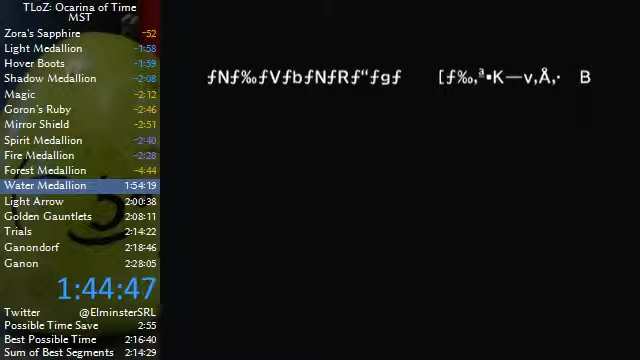 TLoZ: Ocarina of Time
MST
Zora's Sapphire -52
Light Medallion -1:58
Hover Boots -1:59
Shadow Medallion -2:08
Magic -2:12
Goron's Ruby -2:46
Mirror Shield -2:51
Spirit Medallion -2:40
Fire Medallion -2:28
Forest Medallion -4:44
Water Medallion 1:54:19
Light Arrow 2:00:38
Golden Gauntlets 2:08:11
Trials 2:14:22
Ganondorf 2:18:46
Ganon 2:28:05
1:44:47
Twitter @ElminsterSRL
Possible Time Save 2:55
Best Possible Time 2:16:40
Sum of Best Segments 2:14:29
ƒNƒ‰ƒVƒbƒNƒRƒ“ƒgƒ [ƒ‰‚ª•K—v‚Å‚· B